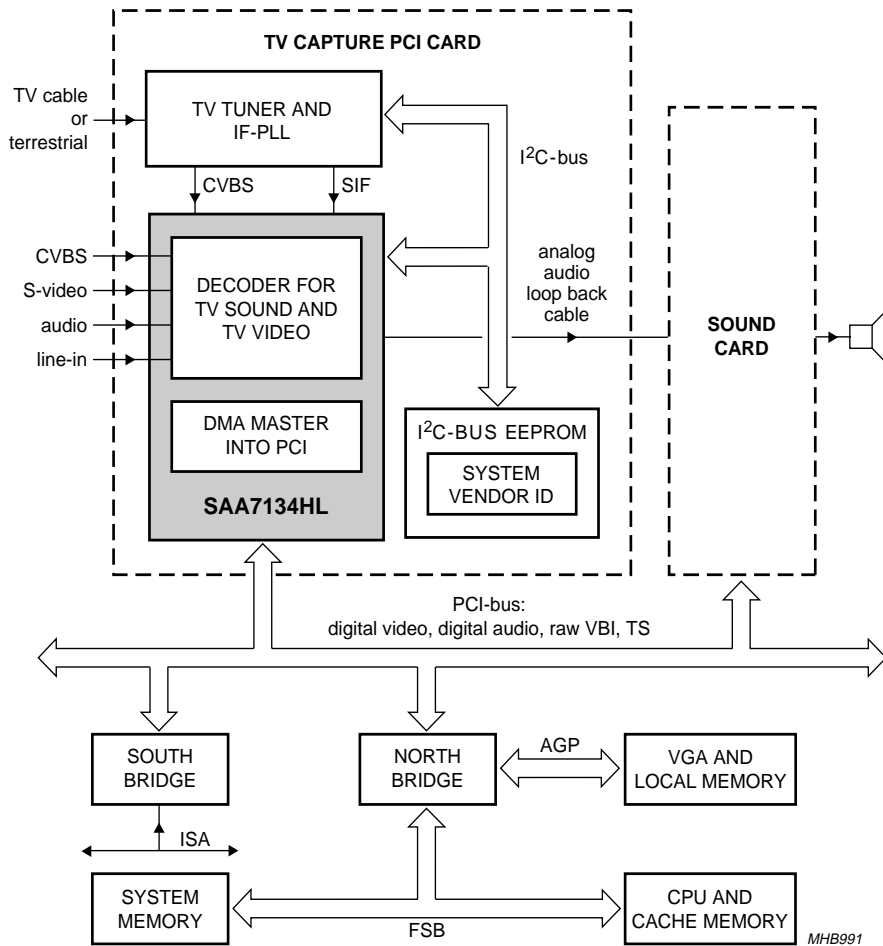 TV CAPTURE PCI CARD
TV cable
or
terrestrial
TV TUNER AND
IF-PLL
I²C-bus
CVBS
SIF
CVBS
S-video
audio
line-in
DECODER FOR
TV SOUND AND
TV VIDEO
analog
audio
loop back
cable
SOUND
CARD
DMA MASTER
INTO PCI
SAA7134HL
I²C-BUS EEPROM
SYSTEM
VENDOR ID
PCI-bus:
digital video, digital audio, raw VBI, TS
SOUTH
BRIDGE
NORTH
BRIDGE
AGP
VGA AND
LOCAL MEMORY
ISA
SYSTEM
MEMORY
FSB
CPU AND
CACHE MEMORY
MHB991